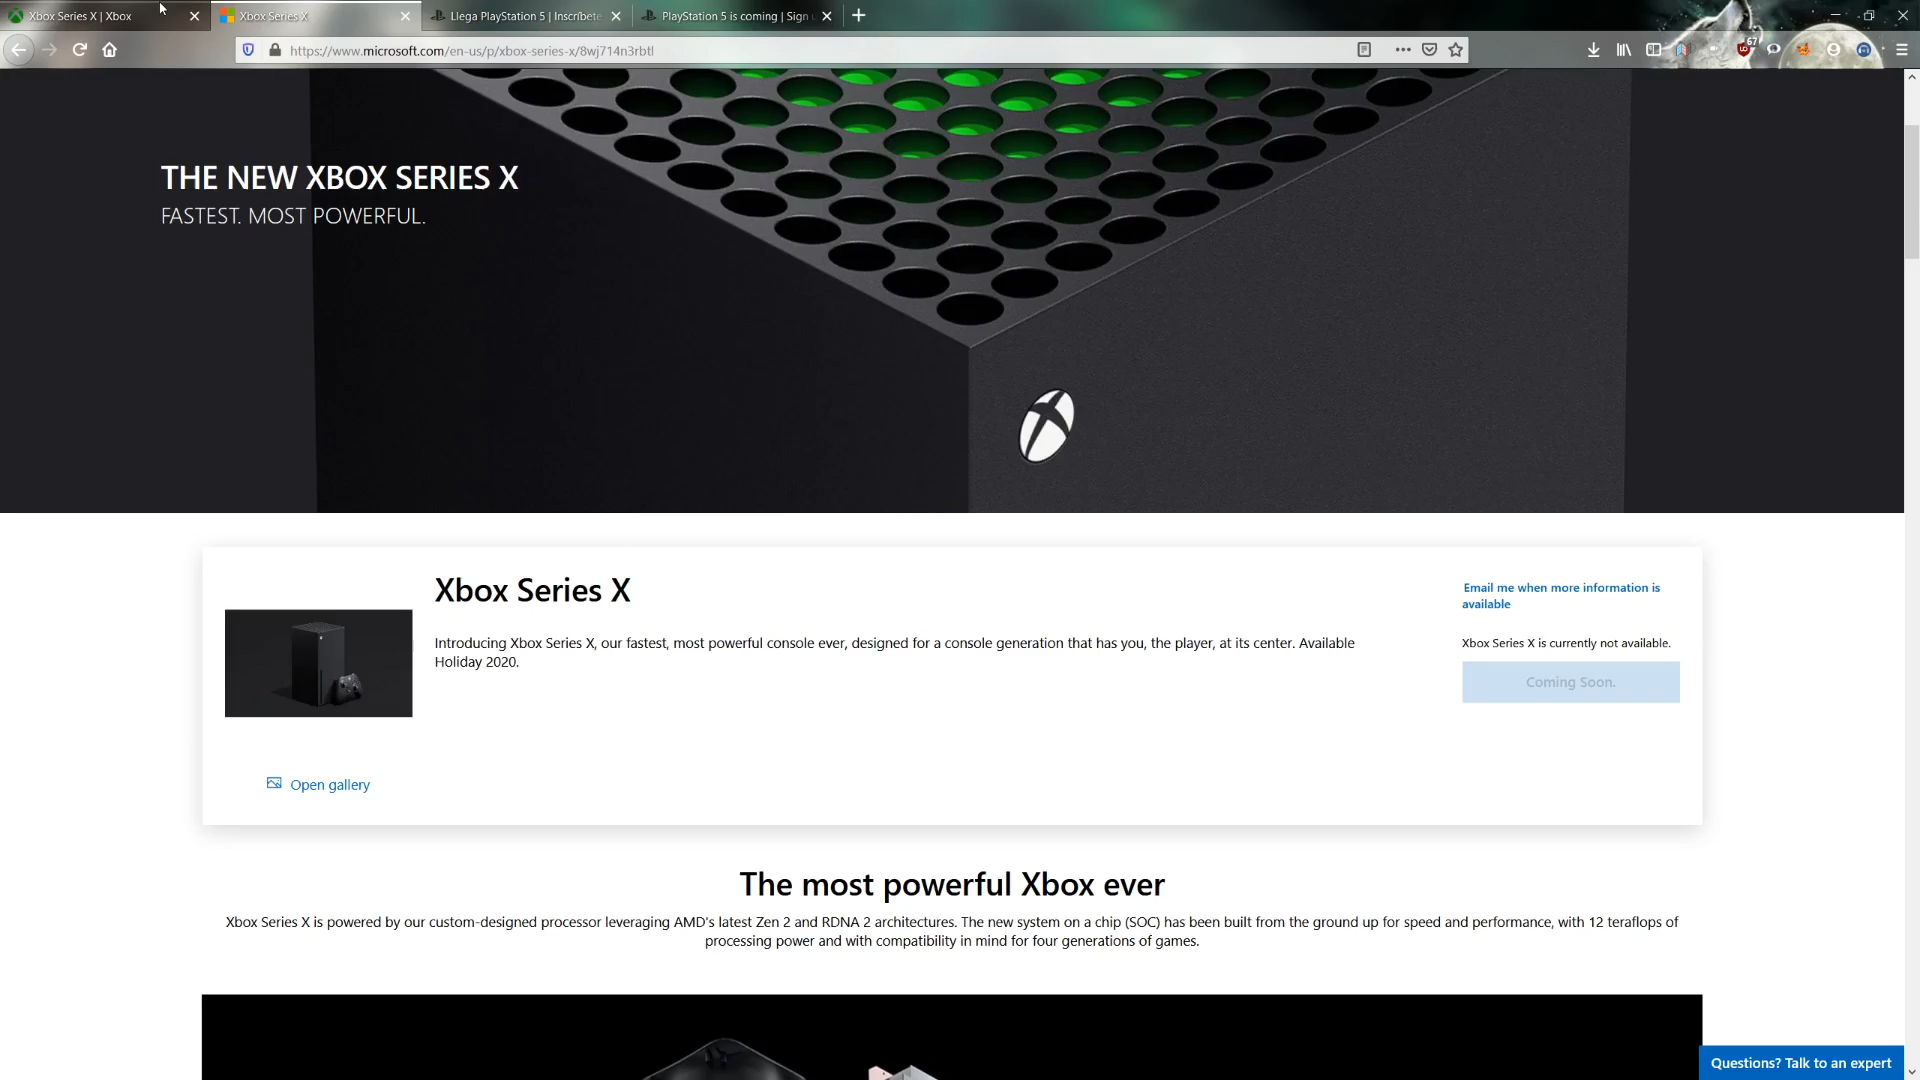 Xbox Series X | Xbox
Xbox Series X
Llega PlayStation 5 | Inscríbete
PlayStation 5 is coming | Sign
https://www.microsoft.com/en-us/p/xbox-series-x/8wj714n3rbtl
67
THE NEW XBOX SERIES X
FASTEST. MOST POWERFUL.
Xbox Series X
Introducing Xbox Series X, our fastest, most powerful console ever, designed for a console generation that has you, the player, at its center. Available
Holiday 2020.
Email me when more information is
available
Xbox Series X is currently not available.
Coming Soon.
Open gallery
The most powerful Xbox ever
Xbox Series X is powered by our custom-designed processor leveraging AMD's latest Zen 2 and RDNA 2 architectures. The new system on a chip (SOC) has been built from the ground up for speed and performance, with 12 teraflops of
processing power and with compatibility in mind for four generations of games.
Questions? Talk to an expert